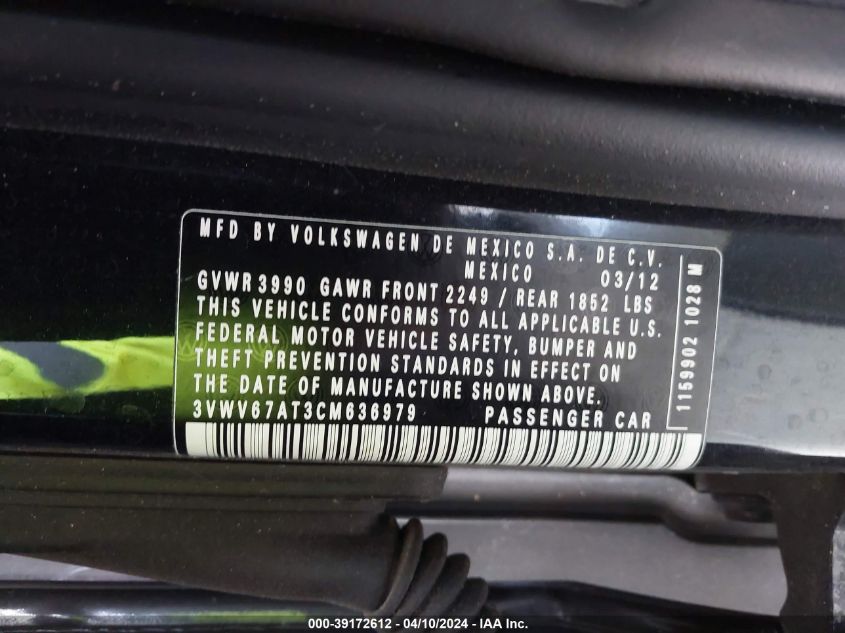 MFD BY VOLKSWAGEN DE MEXICO S.A. DE C.V.
MEXICO 03/12
GVWR 3990 GAWR FRONT 2249 / REAR 1852 LBS
THIS VEHICLE CONFORMS TO ALL APPLICABLE U.S.
FEDERAL MOTOR VEHICLE SAFETY, BUMPER AND
THEFT PREVENTION STANDARDS IN EFFECT ON
THE DATE OF MANUFACTURE SHOWN ABOVE.
3VWV67AT3CM636979 PASSENGER CAR
1159902 1028 M
000-39172612 - 04/10/2024 - IAA Inc.